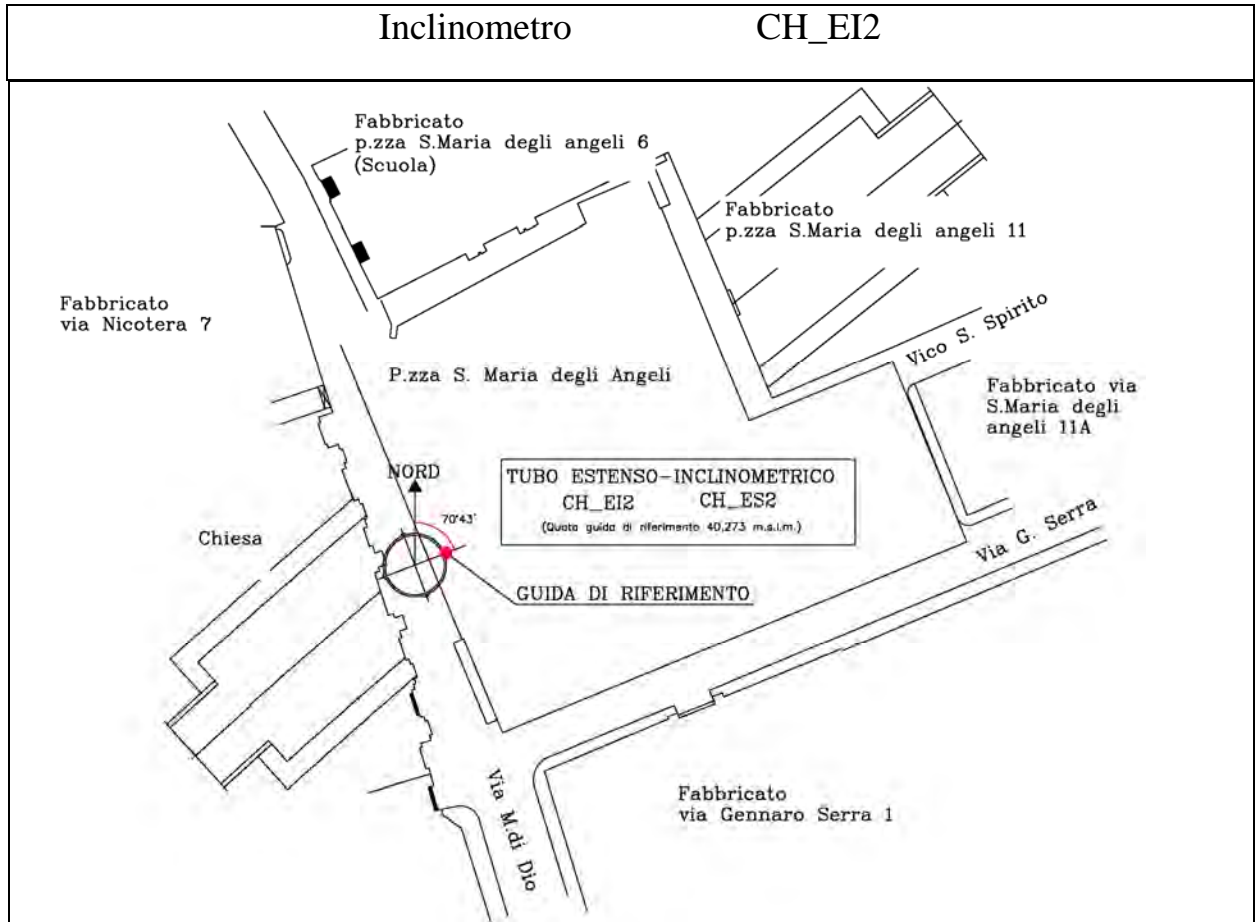 Inclinometro CH_EI2
Fabbricato
p.zza S.Maria degli angeli 6
(Scuola)
Fabbricato
p.zza S.Maria degli angeli 11
Fabbricato
via Nicotera 7
Vico S. Spirito
P.zza S. Maria degli Angeli
Fabbricato via
S.Maria degli
angeli 11A
NORD
70°43'
TUBO ESTENSO-INCLINOMETRICO
CH_EI2 CH_ES2
(Quota guida di riferimento 40,273 m.s.l.m.)
Chiesa
Via G. Serra
GUIDA DI RIFERIMENTO
Via M.di Dio
Fabbricato
via Gennaro Serra 1